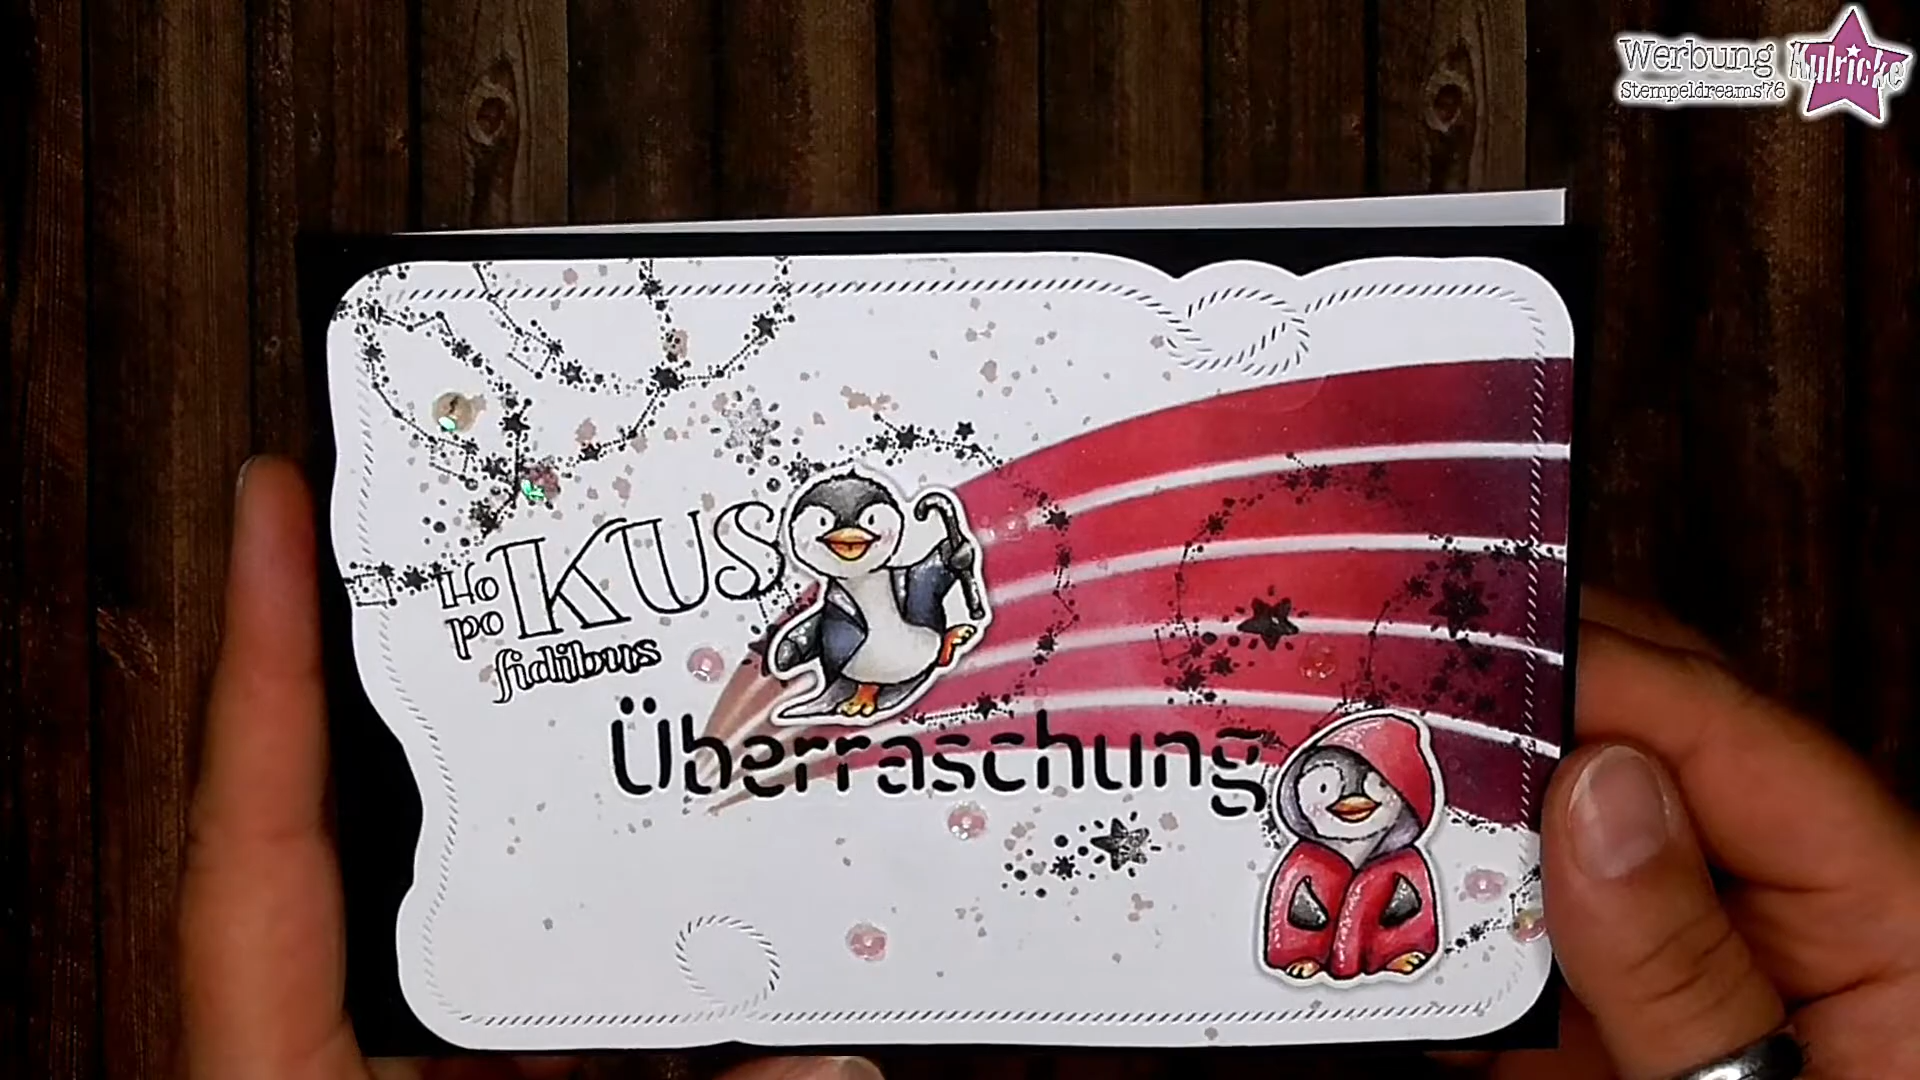 Werbung
Stempeldreams76
Kulricke
Ho
KUS
po
fidibus
Überraschung